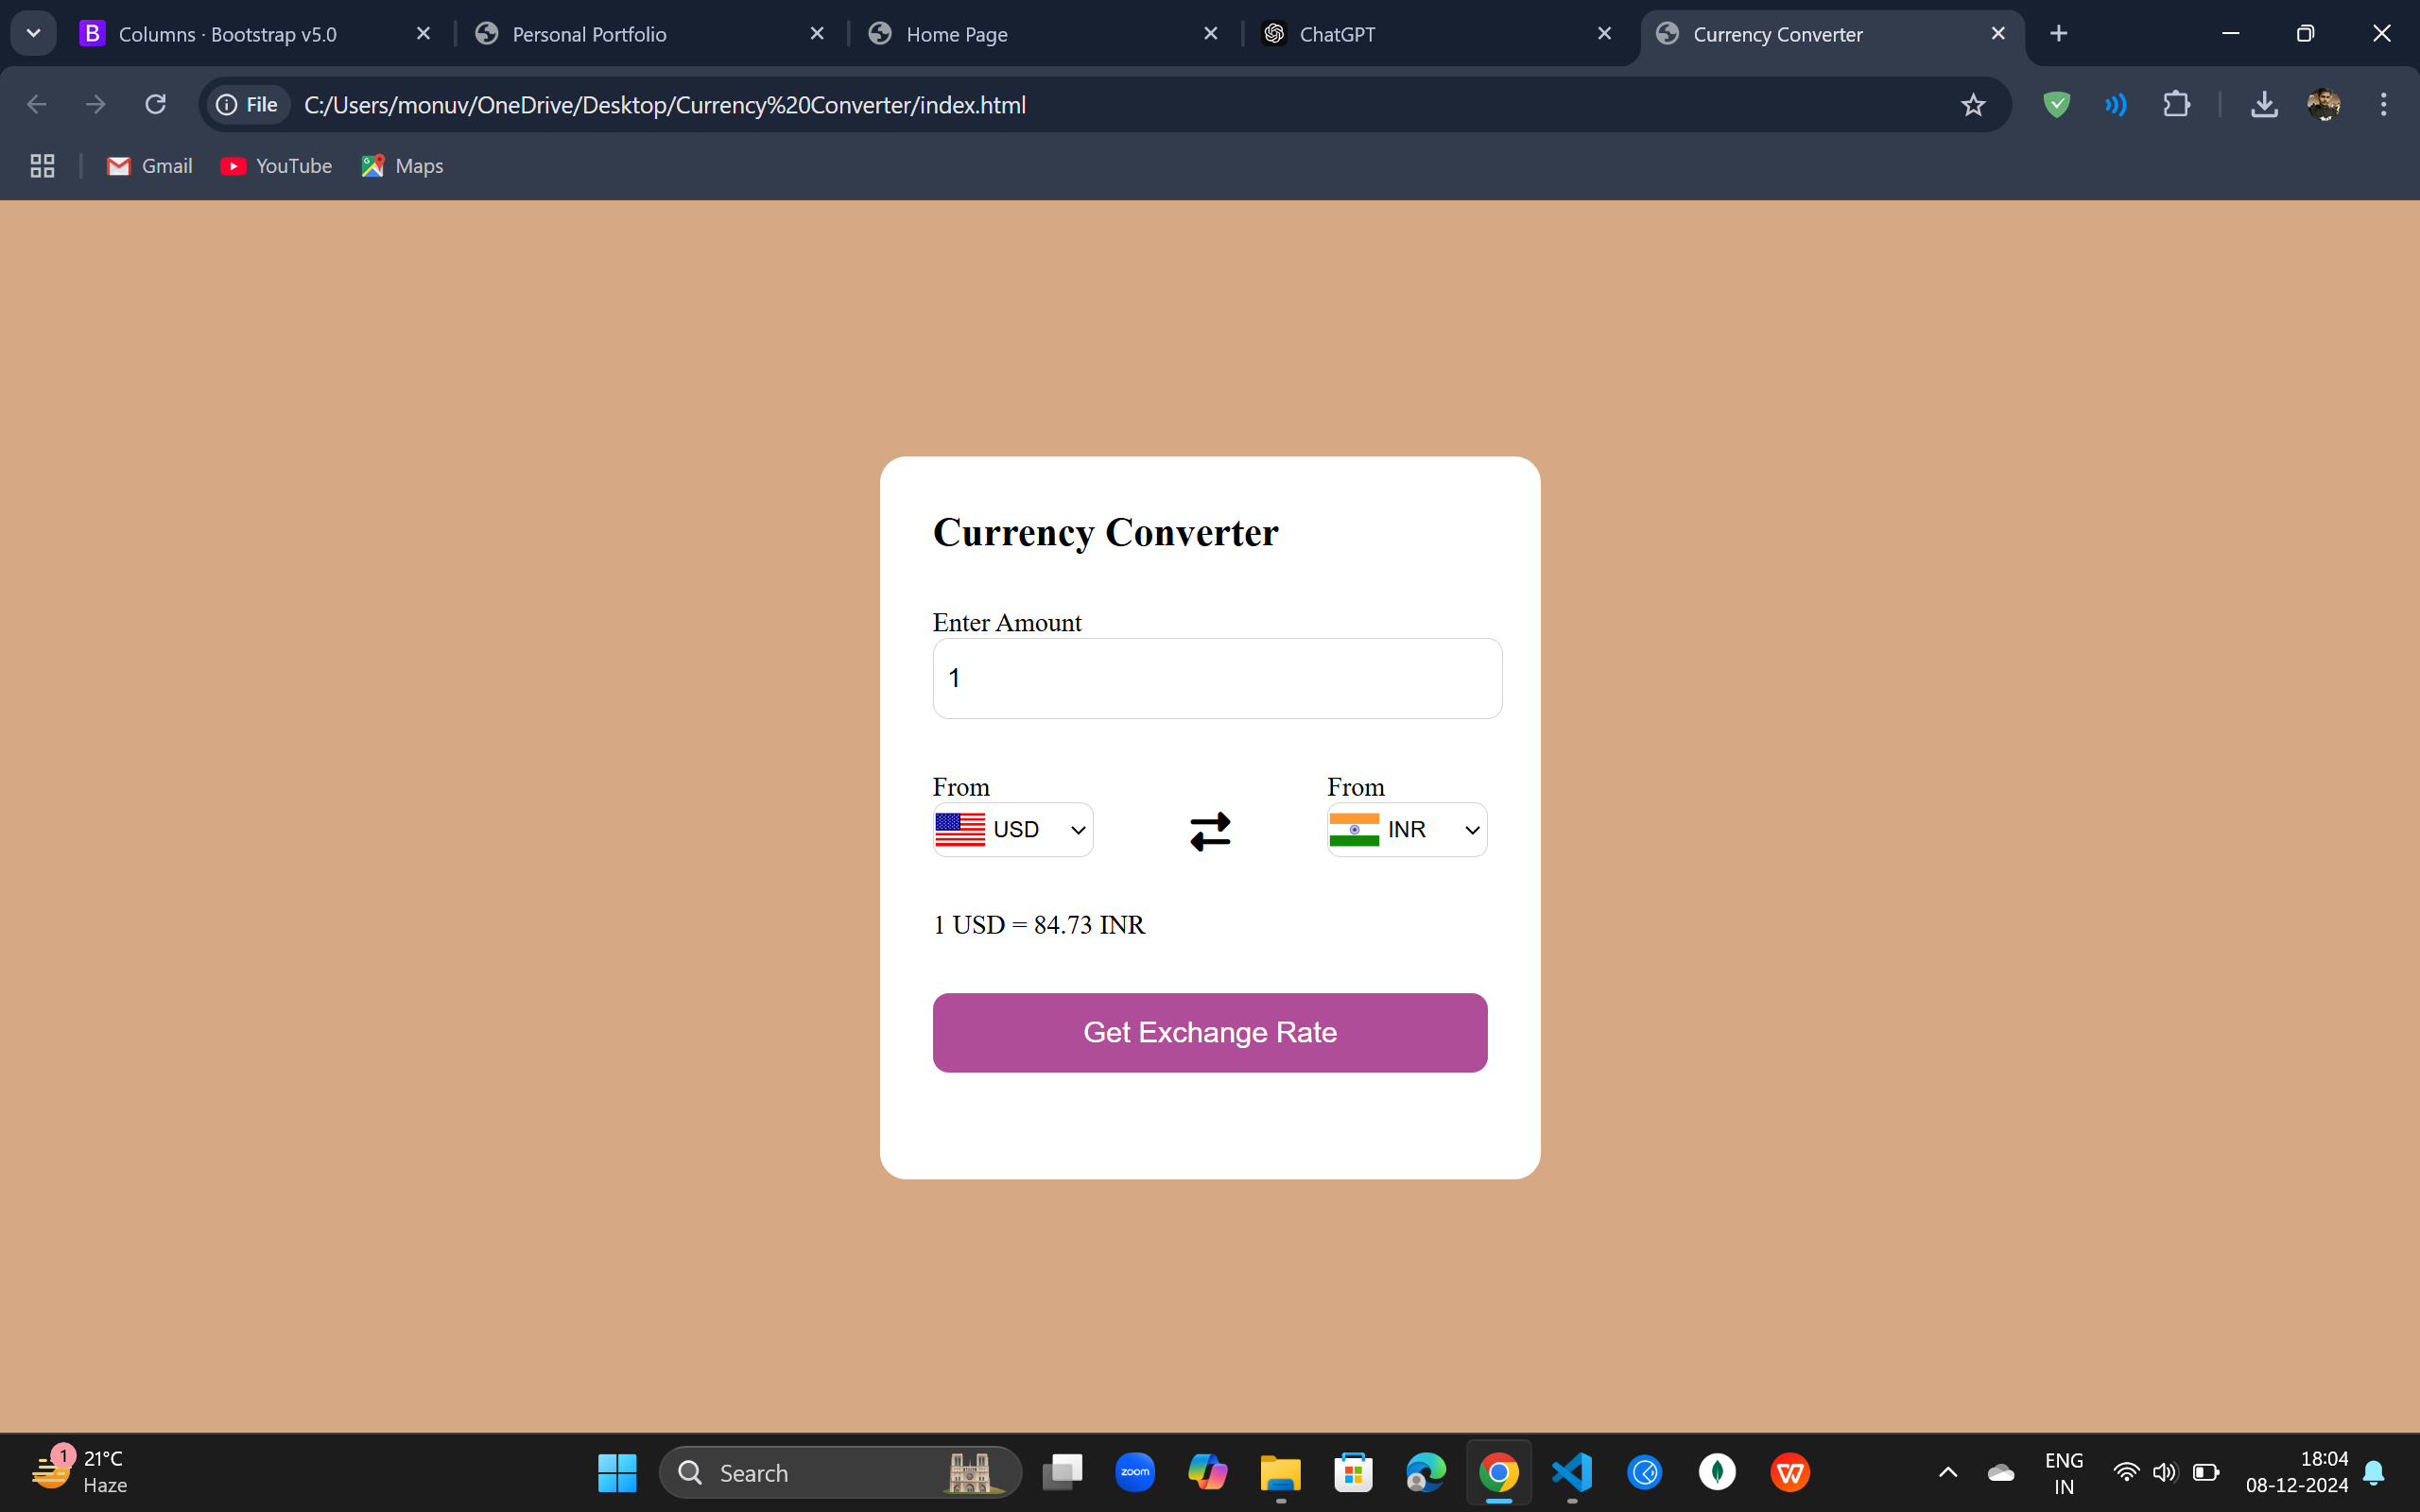 Columns · Bootstrap v5.0
Personal Portfolio
Home Page
ChatGPT
Currency Converter
File
C:/Users/monuv/OneDrive/Desktop/Currency%20Converter/index.html
Gmail
YouTube
Maps
Currency Converter
Enter Amount
1
From
From
USD
INR
1 USD = 84.73 INR
Get Exchange Rate
1
21°C
Haze
Search
zoom
ENG
IN
18:04
08-12-2024